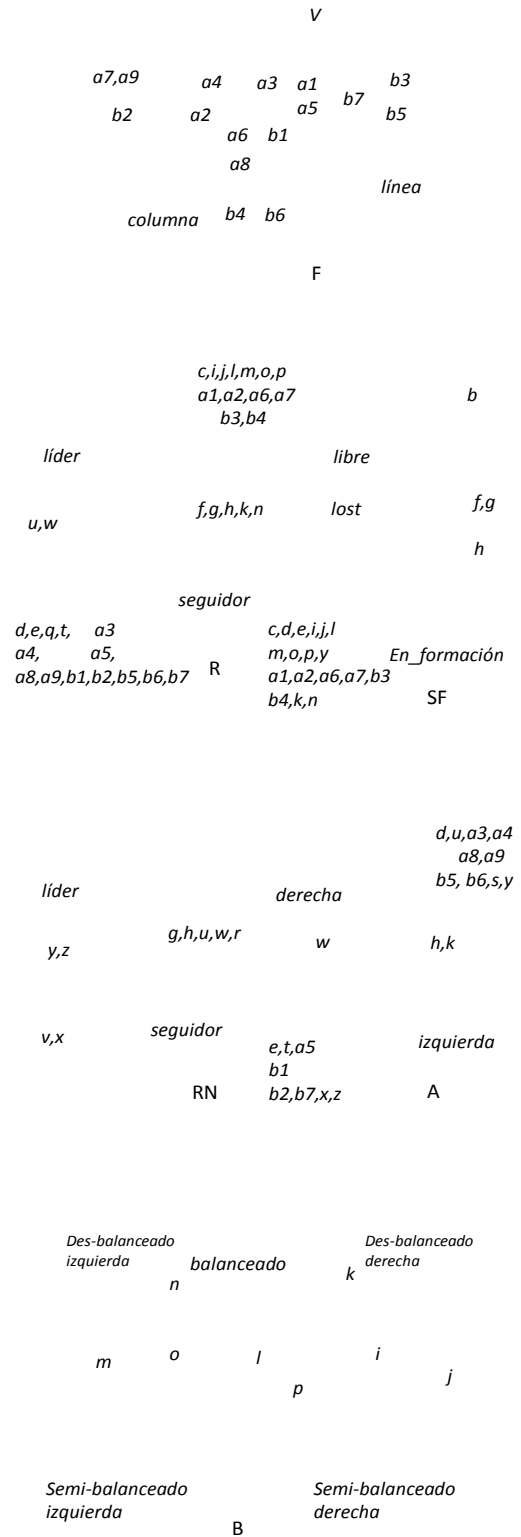 V
a7,a9 a4 a3 a1 b3
b2 a2 a5 b7 b5
a6 b1
a8
línea
columna b4 b6
F
c,i,j,l,m,o,p
a1,a2,a6,a7 b
b3,b4
líder libre
u,w f,g,h,k,n lost f,g
h
seguidor
d,e,q,t, a3 c,d,e,i,j,l
a4, a5, m,o,p,y En_formación
a8,a9,b1,b2,b5,b6,b7 R a1,a2,a6,a7,b3
b4,k,n SF
d,u,a3,a4
a8,a9
líder derecha b5, b6,s,y
y,z g,h,u,w,r w h,k
v,x seguidor e,t,a5 izquierda
b1
RN b2,b7,x,z A
Des-balanceado Des-balanceado
izquierda balanceado derecha
n k
m o l i
p j
Semi-balanceado Semi-balanceado
izquierda derecha
B